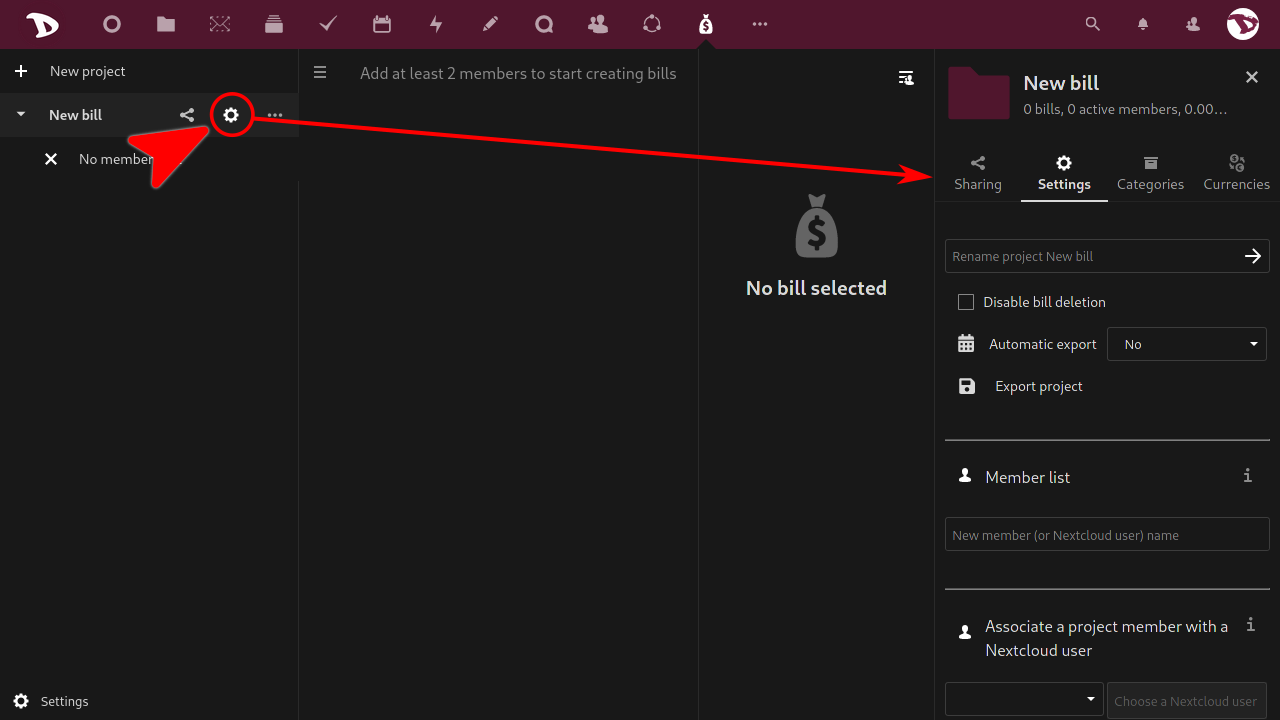 New project
New bill
No member
Settings
Add at least 2 members to start creating bills
No bill selected
New bill
0 bills, 0 active members, 0.00…
Sharing
Settings
Categories
Currencies
Rename project New bill
Disable bill deletion
Automatic export
No
Export project
Member list
New member (or Nextcloud user) name
Associate a project member with a
Nextcloud user
Choose a Nextcloud user